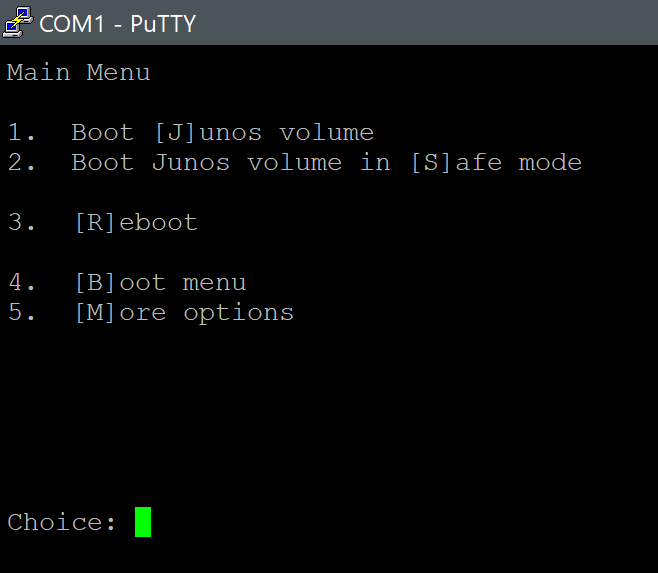 COM1 - PuTTY
Main Menu
1.  Boot [J]unos volume
2.  Boot Junos volume in [S]afe mode
3.  [R]eboot
4.  [B]oot menu
5.  [M]ore options
Choice: